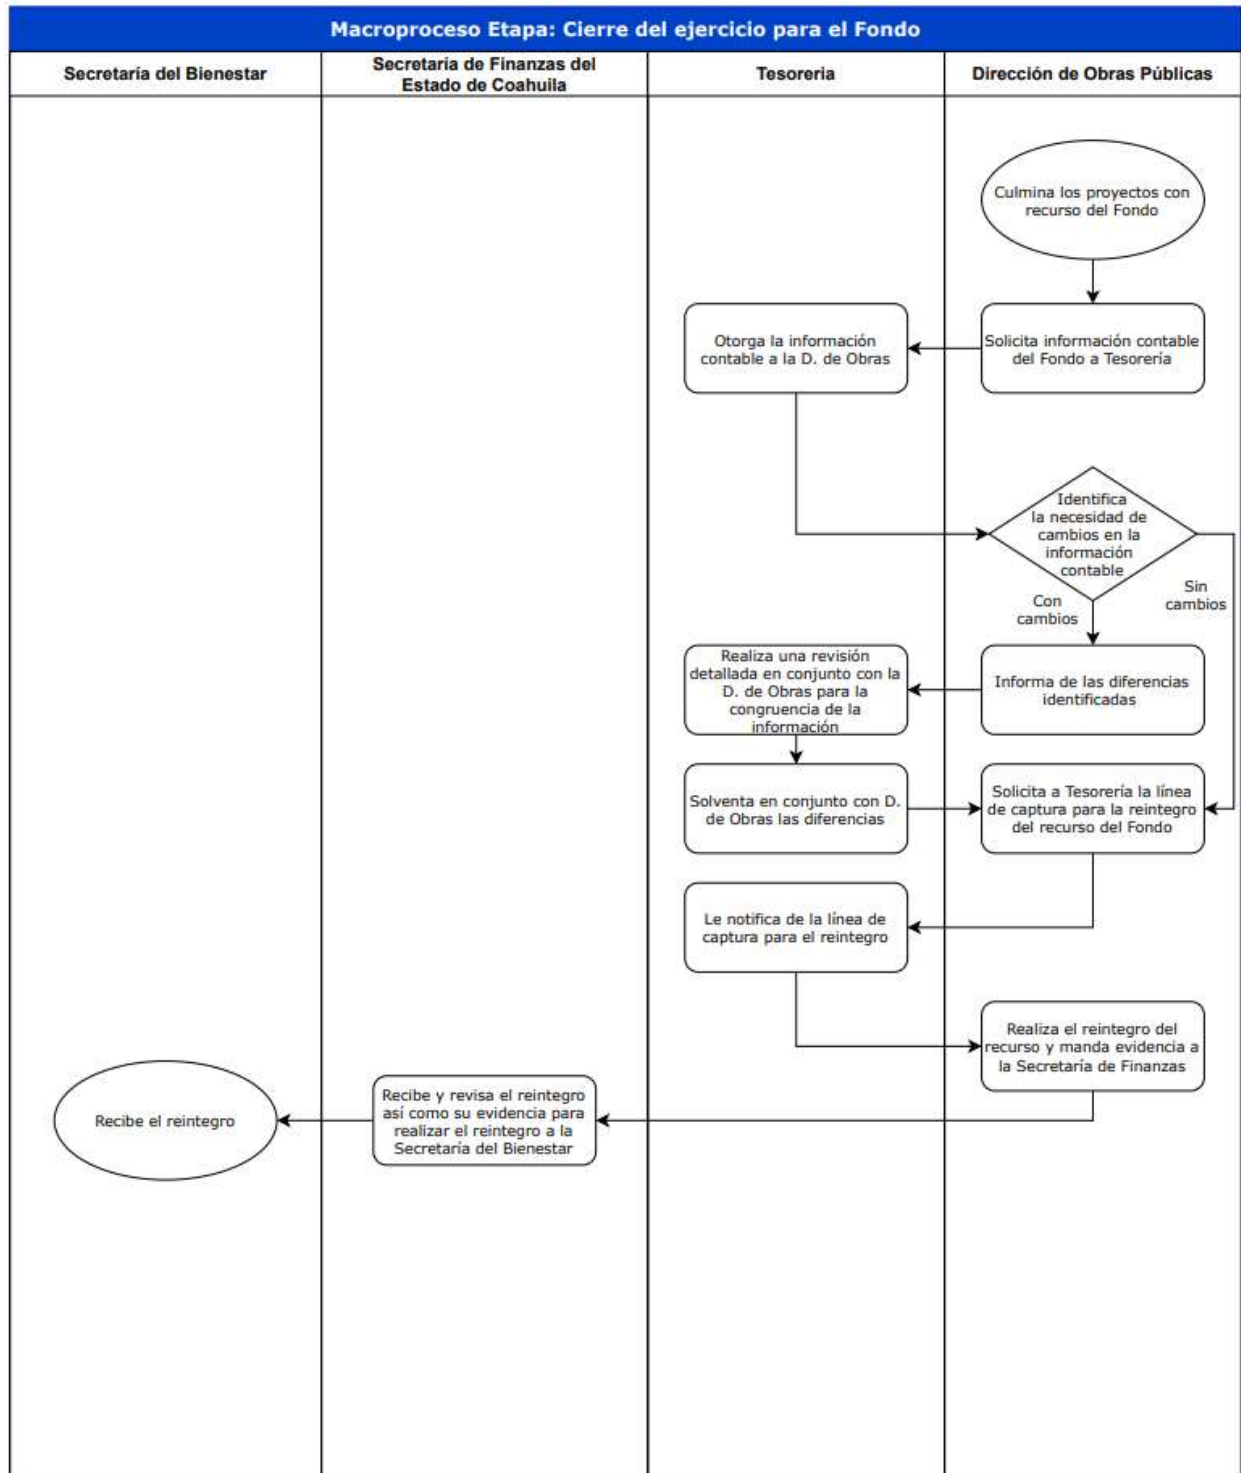 Macroproceso Etapa: Cierre del ejercicio para el Fondo
Secretaría del Bienestar
Secretaría de Finanzas del
Estado de Coahuila
Tesoreria
Dirección de Obras Públicas
Culmina los proyectos con
recurso del Fondo
Otorga la información
contable a la D. de Obras
Solicita información contable
del Fondo a Tesorería
Identifica
la necesidad de
cambios en la
información
contable
Con
cambios
Sin
cambios
Realiza una revisión
detallada en conjunto con la
D. de Obras para la
congruencia de la
información
Informa de las diferencias
identificadas
Solventa en conjunto con D.
de Obras las diferencias
Solicita a Tesorería la línea
de captura para la reintegro
del recurso del Fondo
Le notifica de la línea de
captura para el reintegro
Realiza el reintegro del
recurso y manda evidencia a
la Secretaría de Finanzas
Recibe y revisa el reintegro
así como su evidencia para
realizar el reintegro a la
Secretaría del Bienestar
Recibe el reintegro